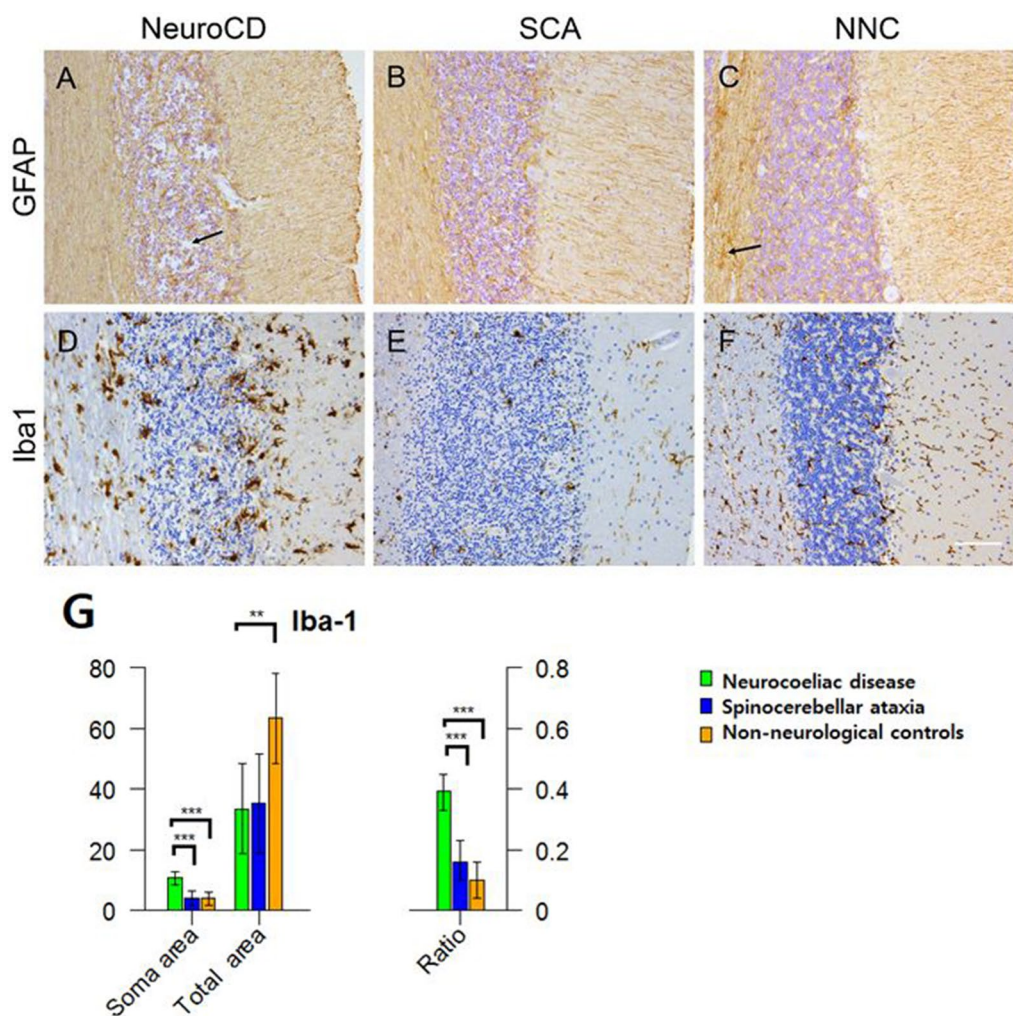 NeuroCD SCA NNC
GFAP
A B C
Iba1
D E F
G
Iba-1
**
80 0.8
60 0.6
40 0.4
20 0.2
0 0
***
***
***
***
Soma area
Total area
Ratio
Neurocoeliac disease
Spinocerebellar ataxia
Non-neurological controls